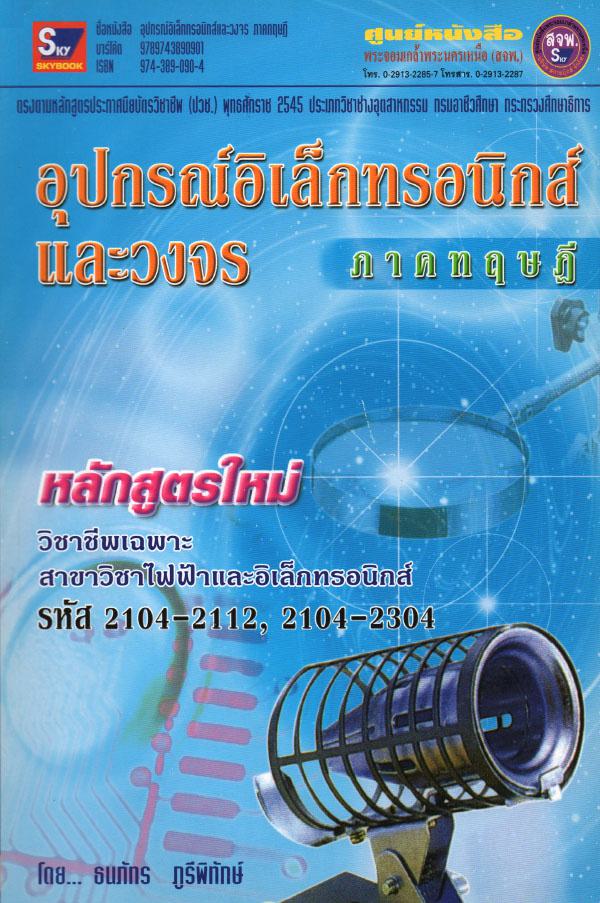 SKY
SKYBOOK
ชื่อหนังสือ อุปกรณ์อิเล็กทรอนิกส์และวงจร ภาคทฤษฎี
บาร์โค้ด 9789743890901
ISBN 974-389-090-4
ศูนย์หนังสือ
พระจอมเกล้าพระนครเหนือ (สจพ.)
โทร. 0-2913-2285-7 โทรสาร. 0-2913-2287
สจพ.
SKY
ตรงตามหลักสูตรประกาศนียบัตรวิชาชีพ (ปวช.) พุทธศักราช 2545 ประเภทวิชาช่างอุตสาหกรรม กรมอาชีวศึกษา กระทรวงศึกษาธิการ
อุปกรณ์อิเล็กทรอนิกส์
และวงจร
ภาคทฤษฎี
หลักสูตรใหม่
วิชาชีพเฉพาะ
สาขาวิชาไฟฟ้าและอิเล็กทรอนิกส์
รหัส 2104-2112, 2104-2304
โดย... ธนภัทร ภูรีพิทักษ์